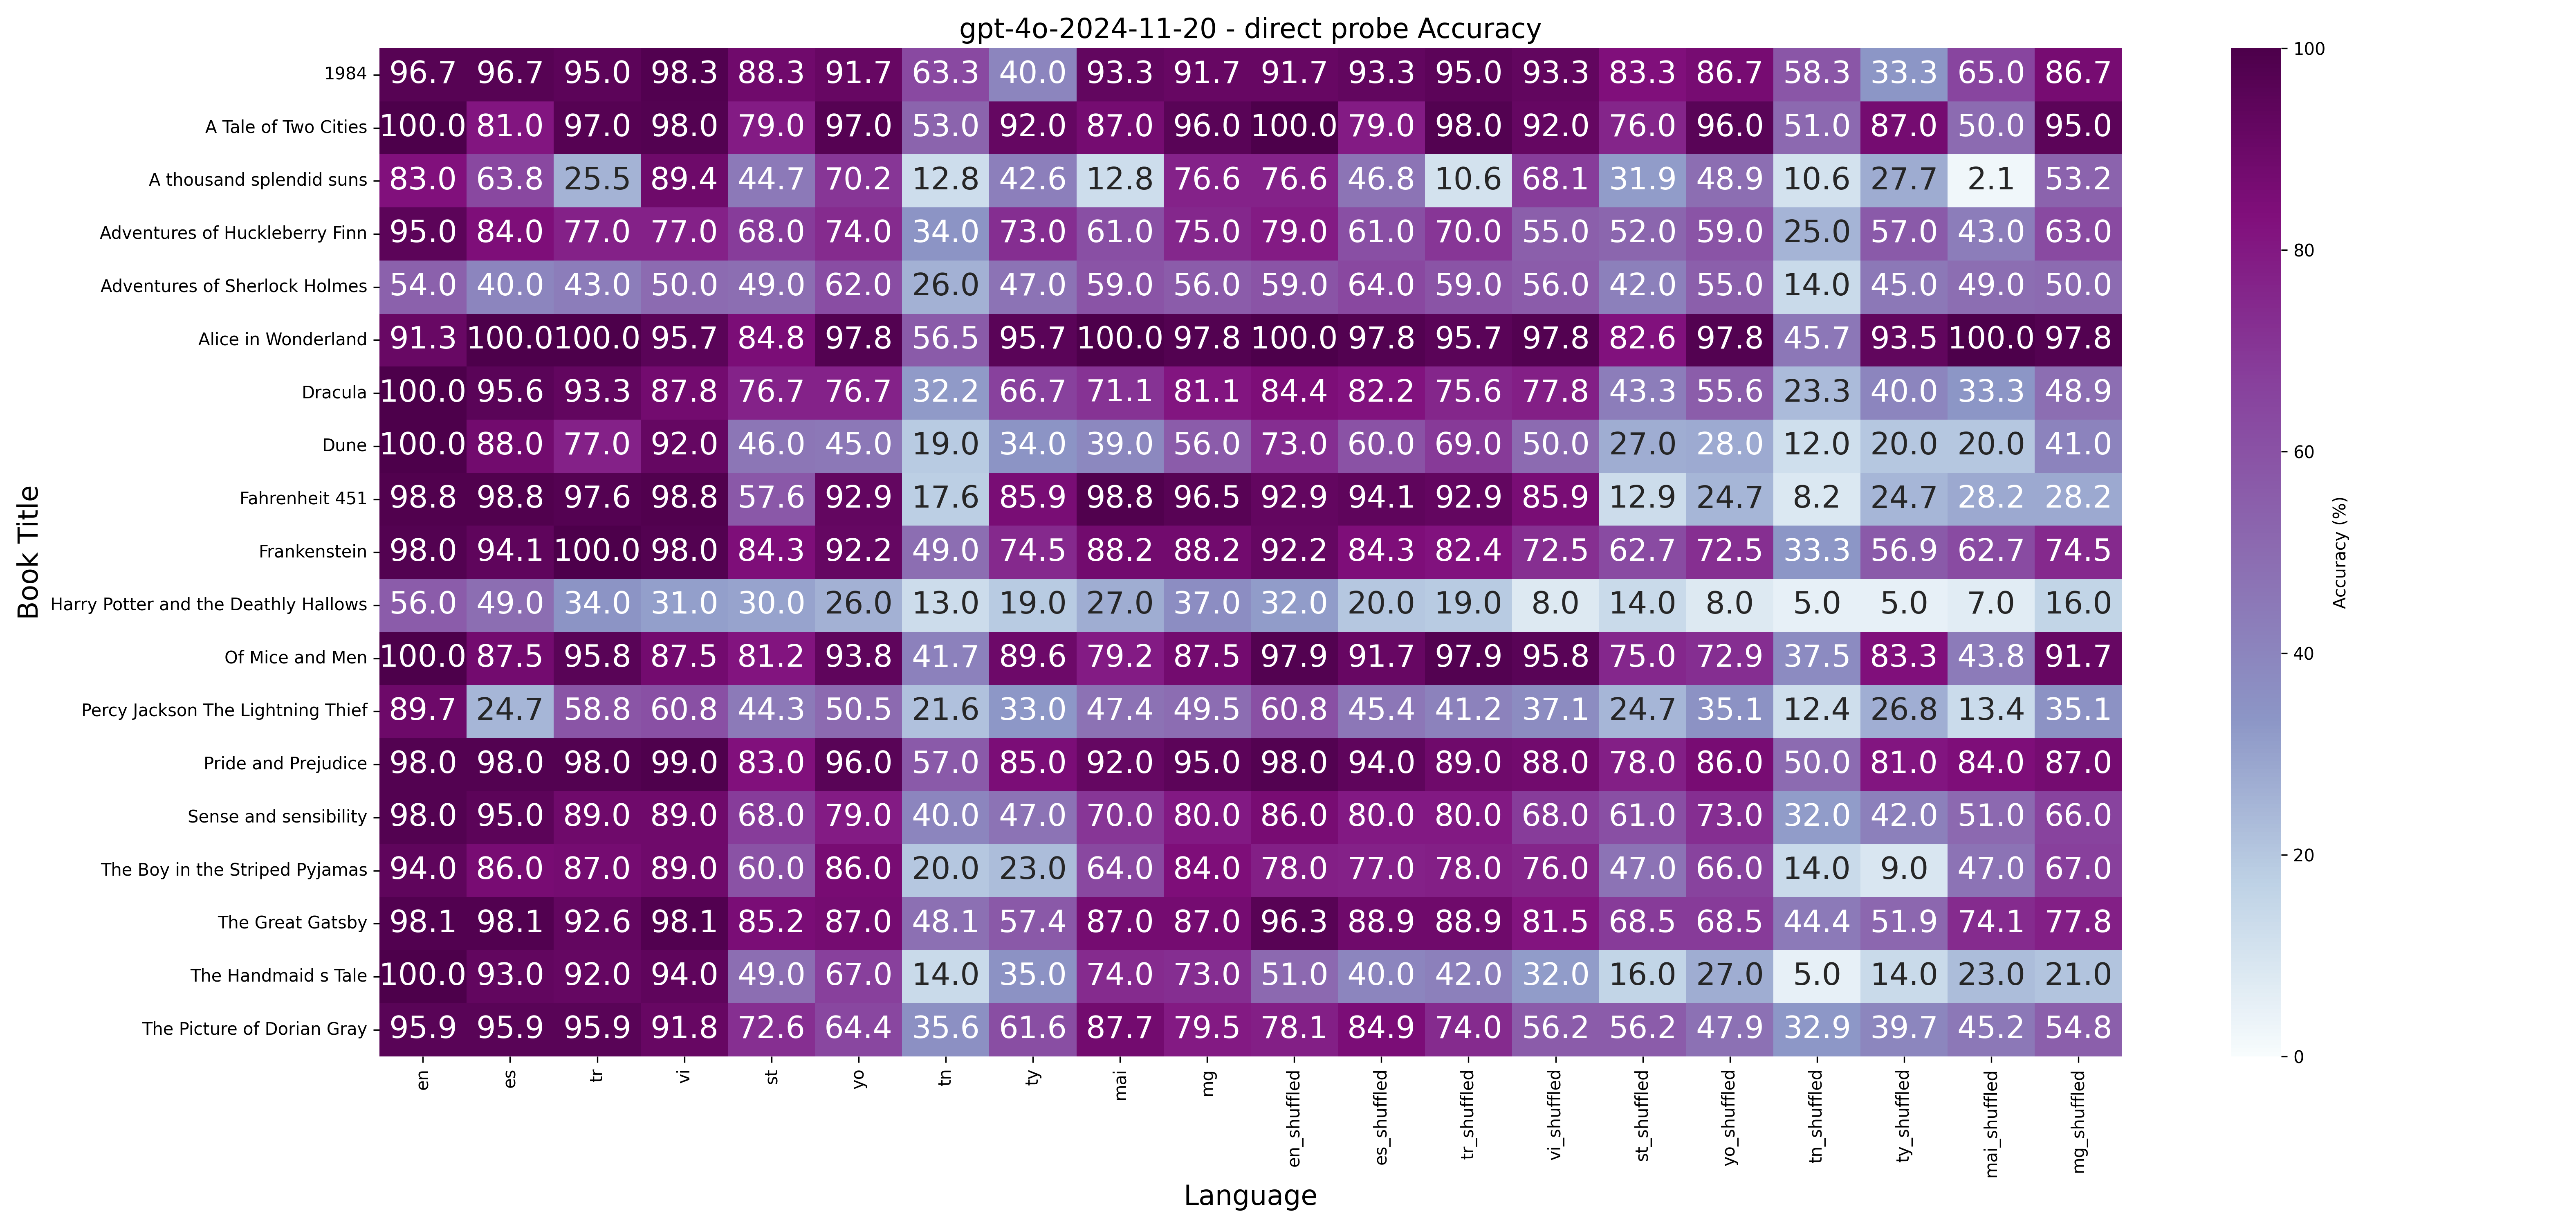 gpt-4o-2024-11-20 - direct probe Accuracy
Book Title
1984 96.7 96.7 95.0 98.3 88.3 91.7 63.3 40.0 93.3 91.7 91.7 93.3 95.0 93.3 83.3 86.7 58.3 33.3 65.0 86.7
A Tale of Two Cities 100.0 81.0 97.0 98.0 79.0 97.0 53.0 92.0 87.0 96.0 100.0 79.0 98.0 92.0 76.0 96.0 51.0 87.0 50.0 95.0
A thousand splendid suns 83.0 63.8 25.5 89.4 44.7 70.2 12.8 42.6 12.8 76.6 76.6 46.8 10.6 68.1 31.9 48.9 10.6 27.7 2.1 53.2
Adventures of Huckleberry Finn 95.0 84.0 77.0 77.0 68.0 74.0 34.0 73.0 61.0 75.0 79.0 61.0 70.0 55.0 52.0 59.0 25.0 57.0 43.0 63.0
Adventures of Sherlock Holmes 54.0 40.0 43.0 50.0 49.0 62.0 26.0 47.0 59.0 56.0 59.0 64.0 59.0 56.0 42.0 55.0 14.0 45.0 49.0 50.0
Alice in Wonderland 91.3 100.0 100.0 95.7 84.8 97.8 56.5 95.7 100.0 97.8 100.0 97.8 95.7 97.8 82.6 97.8 45.7 93.5 100.0 97.8
Dracula 100.0 95.6 93.3 87.8 76.7 76.7 32.2 66.7 71.1 81.1 84.4 82.2 75.6 77.8 43.3 55.6 23.3 40.0 33.3 48.9
Dune 100.0 88.0 77.0 92.0 46.0 45.0 19.0 34.0 39.0 56.0 73.0 60.0 69.0 50.0 27.0 28.0 12.0 20.0 20.0 41.0
Fahrenheit 451 98.8 98.8 97.6 98.8 57.6 92.9 17.6 85.9 98.8 96.5 92.9 94.1 92.9 85.9 12.9 24.7 8.2 24.7 28.2 28.2
Frankenstein 98.0 94.1 100.0 98.0 84.3 92.2 49.0 74.5 88.2 88.2 92.2 84.3 82.4 72.5 62.7 72.5 33.3 56.9 62.7 74.5
Harry Potter and the Deathly Hallows 56.0 49.0 34.0 31.0 30.0 26.0 13.0 19.0 27.0 37.0 32.0 20.0 19.0 8.0 14.0 8.0 5.0 5.0 7.0 16.0
Of Mice and Men 100.0 87.5 95.8 87.5 81.2 93.8 41.7 89.6 79.2 87.5 97.9 91.7 97.9 95.8 75.0 72.9 37.5 83.3 43.8 91.7
Percy Jackson The Lightning Thief 89.7 24.7 58.8 60.8 44.3 50.5 21.6 33.0 47.4 49.5 60.8 45.4 41.2 37.1 24.7 35.1 12.4 26.8 13.4 35.1
Pride and Prejudice 98.0 98.0 98.0 99.0 83.0 96.0 57.0 85.0 92.0 95.0 98.0 94.0 89.0 88.0 78.0 86.0 50.0 81.0 84.0 87.0
Sense and sensibility 98.0 95.0 89.0 89.0 68.0 79.0 40.0 47.0 70.0 80.0 86.0 80.0 80.0 68.0 61.0 73.0 32.0 42.0 51.0 66.0
The Boy in the Striped Pyjamas 94.0 86.0 87.0 89.0 60.0 86.0 20.0 23.0 64.0 84.0 78.0 77.0 78.0 76.0 47.0 66.0 14.0 9.0 47.0 67.0
The Great Gatsby 98.1 98.1 92.6 98.1 85.2 87.0 48.1 57.4 87.0 87.0 96.3 88.9 88.9 81.5 68.5 68.5 44.4 51.9 74.1 77.8
The Handmaid s Tale 100.0 93.0 92.0 94.0 49.0 67.0 14.0 35.0 74.0 73.0 51.0 40.0 42.0 32.0 16.0 27.0 5.0 14.0 23.0 21.0
The Picture of Dorian Gray 95.9 95.9 95.9 91.8 72.6 64.4 35.6 61.6 87.7 79.5 78.1 84.9 74.0 56.2 56.2 47.9 32.9 39.7 45.2 54.8
en es tr vi st yo tn ty mai mg en_shuffled es_shuffled tr_shuffled vi_shuffled st_shuffled yo_shuffled tn_shuffled ty_shuffled mai_shuffled mg_shuffled
Language
100
80
60
40
20
0
Accuracy (%)